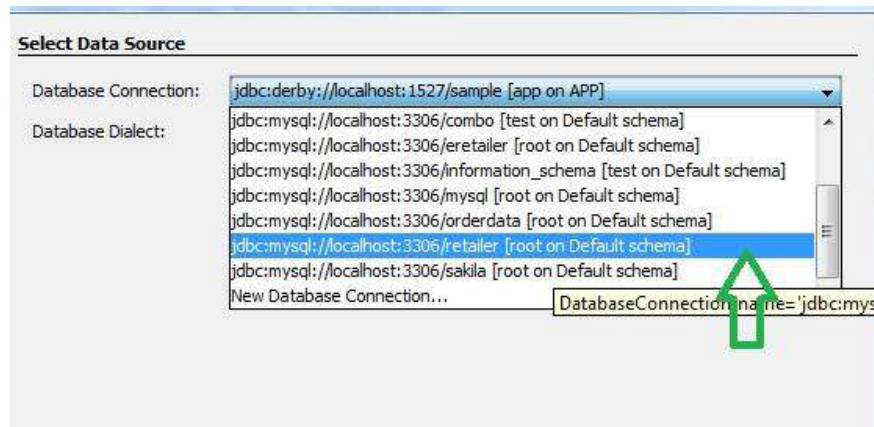 Select Data Source
Database Connection: jdbc:derby://localhost:1527/sample [app on APP]
Database Dialect:
jdbc:mysql://localhost:3306/combo [test on Default schema]
jdbc:mysql://localhost:3306/eretailer [root on Default schema]
jdbc:mysql://localhost:3306/information_schema [test on Default schema]
jdbc:mysql://localhost:3306/mysql [root on Default schema]
jdbc:mysql://localhost:3306/orderdata [root on Default schema]
jdbc:mysql://localhost:3306/retailer [root on Default schema]
jdbc:mysql://localhost:3306/sakila [root on Default schema]
New Database Connection...
DatabaseConnection name='jdbc:mys